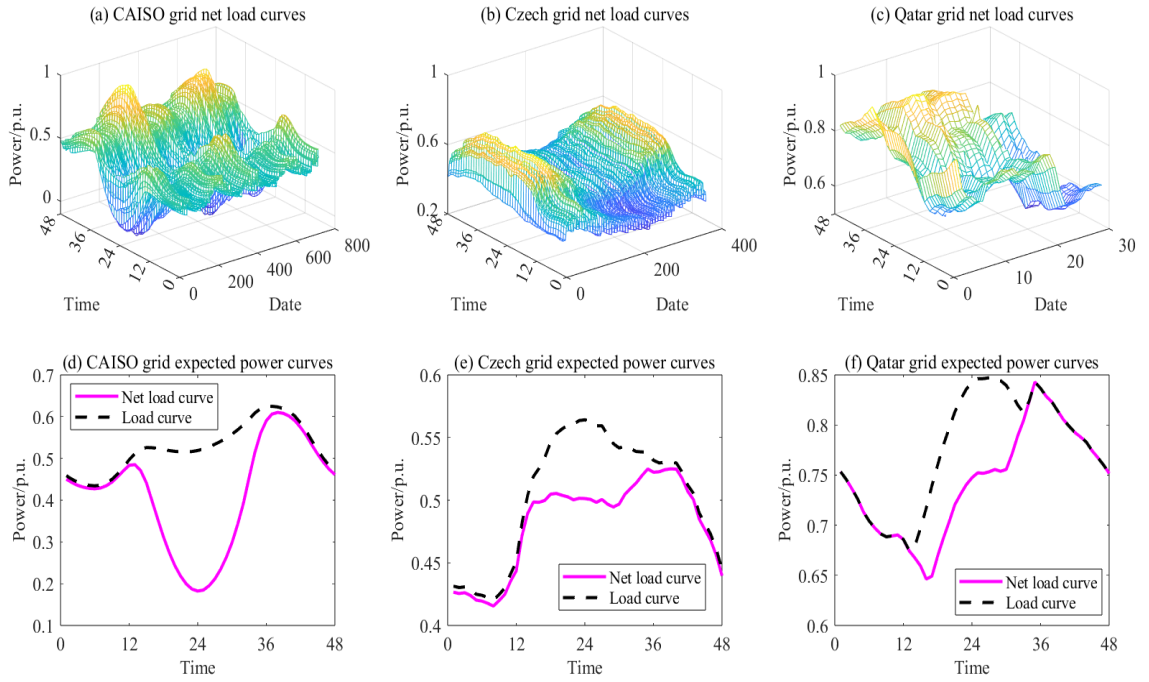 (a) CAISO grid net load curves
(b) Czech grid net load curves
(c) Qatar grid net load curves
1
0.5
0
Power/p.u.
48
36
24
12
0
Time
0
200
400
600
800
Date
1
0.6
0.2
Power/p.u.
48
36
24
12
0
Time
0
200
400
Date
1
0.8
0.6
Power/p.u.
48
36
24
12
0
Time
0
10
20
30
Date
(d) CAISO grid expected power curves
0.7
0.6
0.5
0.4
0.3
0.2
0.1
Power/p.u.
Net load curve
Load curve
0
12
24
36
48
Time
(e) Czech grid expected power curves
0.6
0.55
0.5
0.45
0.4
Power/p.u.
Net load curve
Load curve
0
12
24
36
48
Time
(f) Qatar grid expected power curves
0.85
0.8
0.75
0.7
0.65
0.6
Power/p.u.
Net load curve
Load curve
0
12
24
36
48
Time